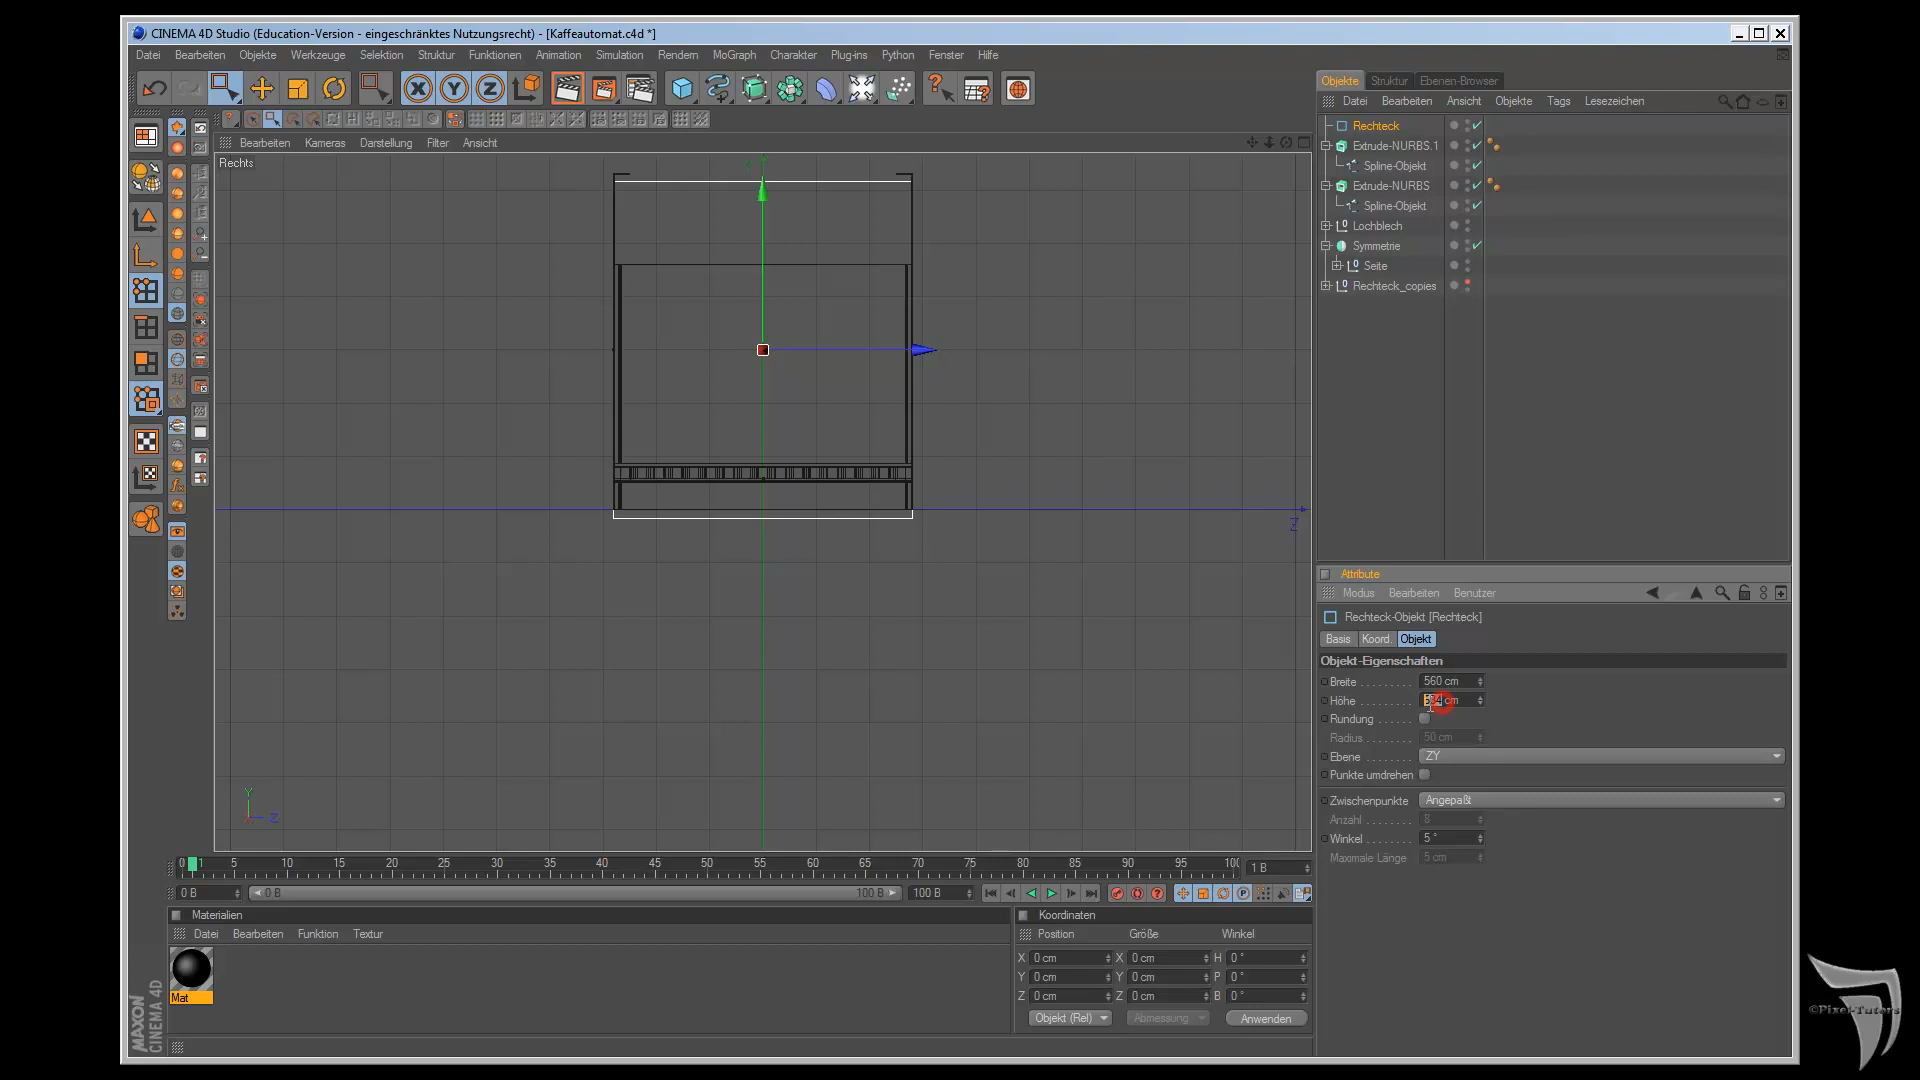 CINEMA 4D Studio (Education-Version - eingeschränktes Nutzungsrecht) - [Kaffeautomat.c4d *]
Datei Bearbeiten Objekte Werkzeuge Selektion Struktur Funktionen Animation Simulation Rendern MoGraph Charakter Plug-ins Python Fenster Hilfe
X Y Z
Bearbeiten Kameras Darstellung Filter Ansicht
Rechts
Z
Y
Z
0 1 5 10 15 20 25 30 35 40 45 50 55 60 65 70 75 80 85 90 95 100 1 B
0 B 0 B 100 B 100 B
Materialien
Datei Bearbeiten Funktion Textur
Mat
MAXON
CINEMA 4D
Koordinaten
Position Größe Winkel
X 0 cm X 0 cm H 0 °
Y 0 cm Y 0 cm P 0 °
Z 0 cm Z 0 cm B 0 °
Objekt (Rel) Abmessung Anwenden
Objekte Struktur Ebenen-Browser
Datei Bearbeiten Ansicht Objekte Tags Lesezeichen
Rechteck
Extrude-NURBS.1
Spline-Objekt
Extrude-NURBS
Spline-Objekt
Lochblech
Symmetrie
Seite
Rechteck_copies
Attribute
Modus Bearbeiten Benutzer
Rechteck-Objekt [Rechteck]
Basis Koord. Objekt
Objekt-Eigenschaften
Breite 560 cm
Höhe cm
Rundung
Radius 50 cm
Ebene ZY
Punkte umdrehen
Zwischenpunkte Angepaßt
Anzahl 8
Winkel 5 °
Maximale Länge 5 cm
©Pixel-Tutors